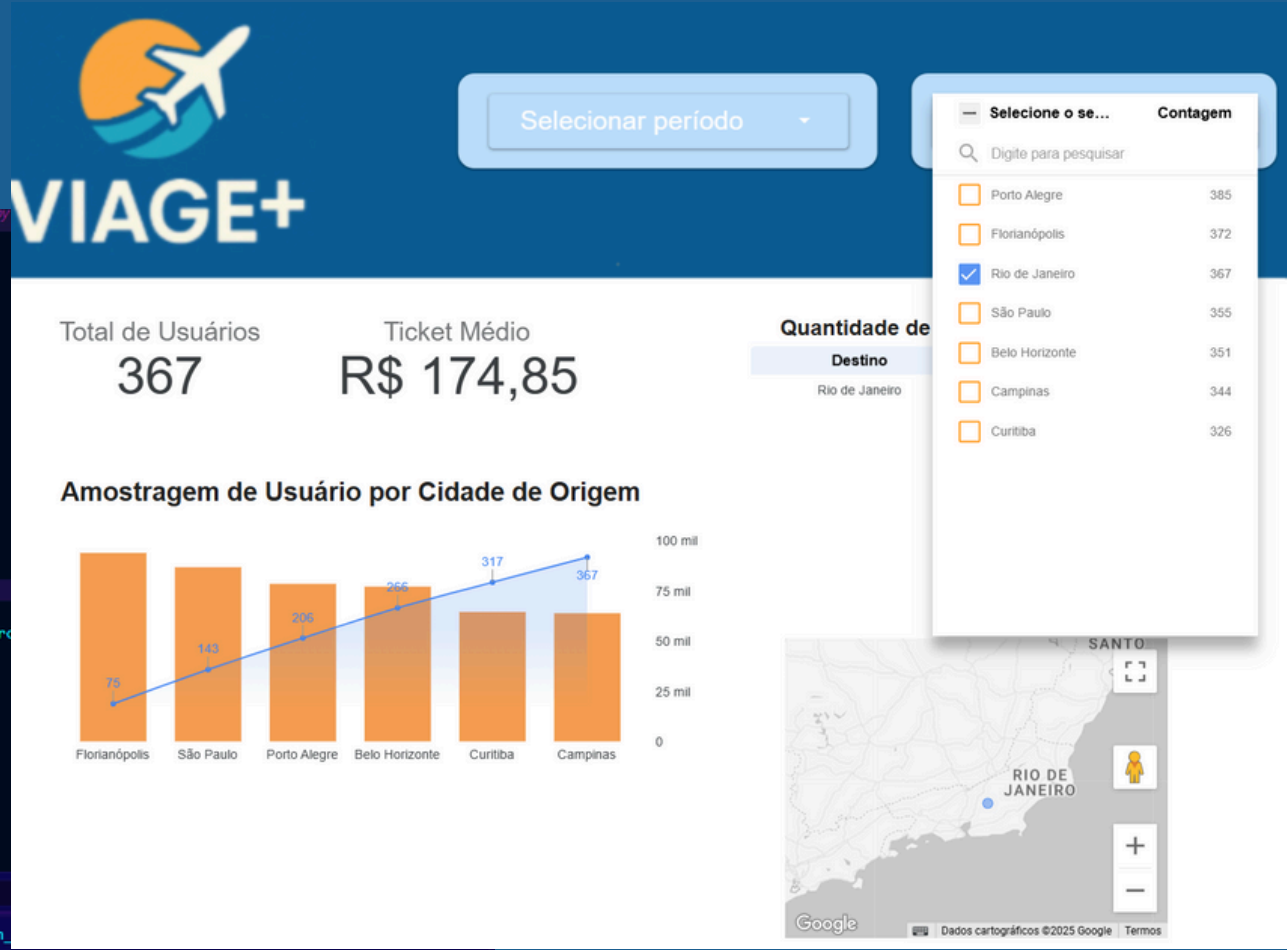 VIAGE+
Selecionar período
Selecione o se... Contagem
Digite para pesquisar
Porto Alegre 385
Florianópolis 372
Rio de Janeiro 367
São Paulo 355
Belo Horizonte 351
Campinas 344
Curitiba 326
Total de Usuários
367
Ticket Médio
R$ 174,85
Quantidade de
Destino
Rio de Janeiro
Amostragem de Usuário por Cidade de Origem
100 mil
75 mil
50 mil
25 mil
0
75
143
206
266
317
367
Florianópolis
São Paulo
Porto Alegre
Belo Horizonte
Curitiba
Campinas
SANTO
RIO DE
JANEIRO
Google
Dados cartográficos ©2025 Google
Termos